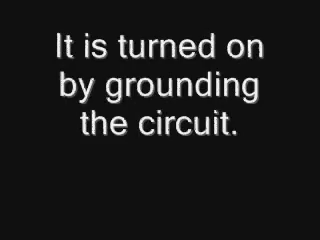 It is turned on
by grounding
the circuit.